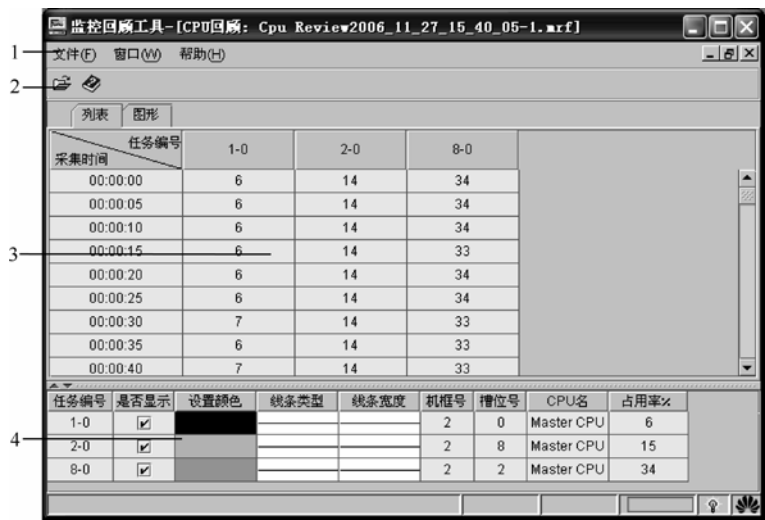 监控回顾工具-[CPU回顾: Cpu Review2006_11_27_15_40_05-1.mrf]
1
文件(F) 窗口(W) 帮助(H)
2
列表 图形
任务编号 采集时间 1-0 2-0 8-0
00:00:00 6 14 34
00:00:05 6 14 34
00:00:10 6 14 34
3 00:00:15 6 14 33
00:00:20 6 14 34
00:00:25 6 14 34
00:00:30 7 14 33
00:00:35 6 14 33
00:00:40 7 14 33
任务编号 是否显示 设置颜色 线条类型 线条宽度 机框号 槽位号 CPU名 占用率%
1-0 2 0 Master CPU 6
4 2-0 2 8 Master CPU 15
8-0 2 2 Master CPU 34